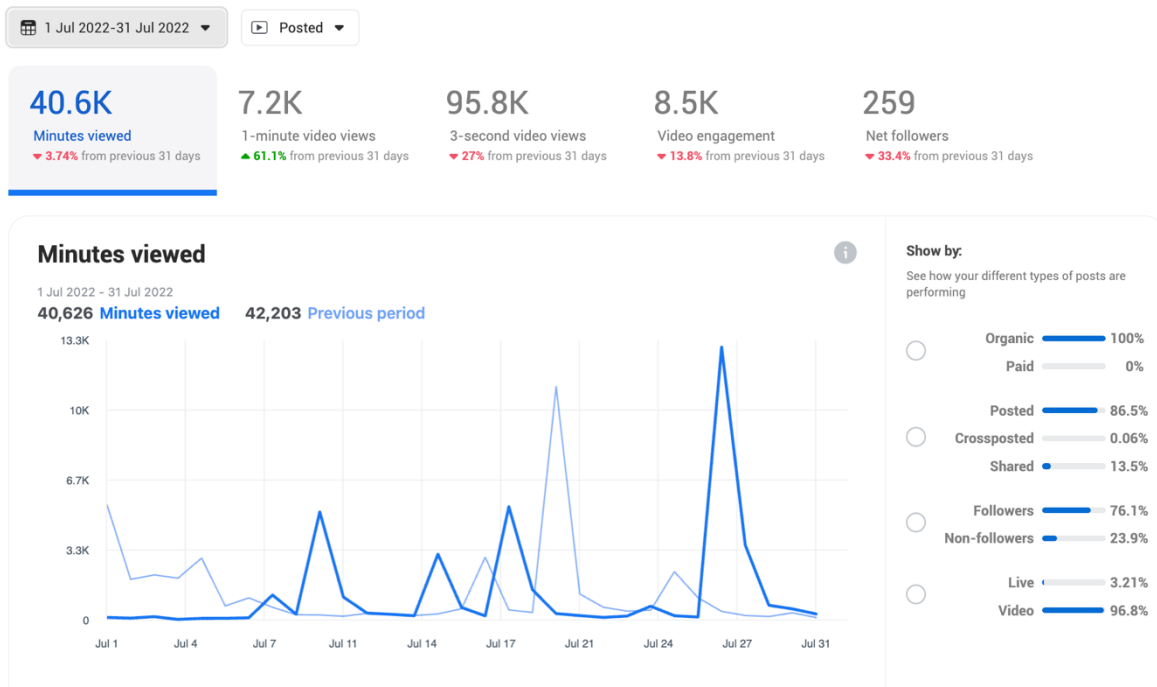 1 Jul 2022-31 Jul 2022 Posted
40.6K 7.2K 95.8K 8.5K 259
Minutes viewed 1-minute video views 3-second video views Video engagement Net followers
3.74% from previous 31 days 61.1% from previous 31 days 27% from previous 31 days 13.8% from previous 31 days 33.4% from previous 31 days
Minutes viewed
1 Jul 2022 - 31 Jul 2022
40,626 Minutes viewed 42,203 Previous period
13.3K
10K
6.7K
3.3K
0
Jul 1 Jul 4 Jul 7 Jul 11 Jul 14 Jul 17 Jul 21 Jul 24 Jul 27 Jul 31
Show by:
See how your different types of posts are
performing
Organic 100%
Paid 0%
Posted 86.5%
Crossposted 0.06%
Shared 13.5%
Followers 76.1%
Non-followers 23.9%
Live 3.21%
Video 96.8%